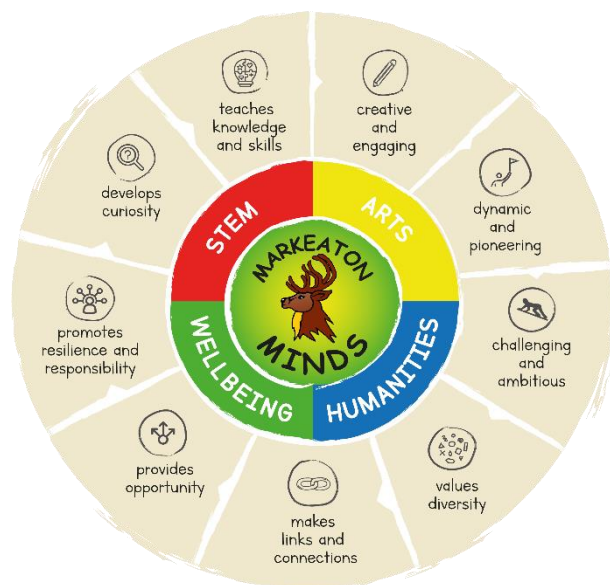 teaches
knowledge
and skills
creative
and
engaging
develops
curiosity
dynamic
and
pioneering
STEM
ARTS
MARKEATON
MINDS
promotes
resilience and
responsibility
challenging
and
ambitious
WELLBEING
HUMANITIES
provides
opportunity
values
diversity
makes
links and
connections